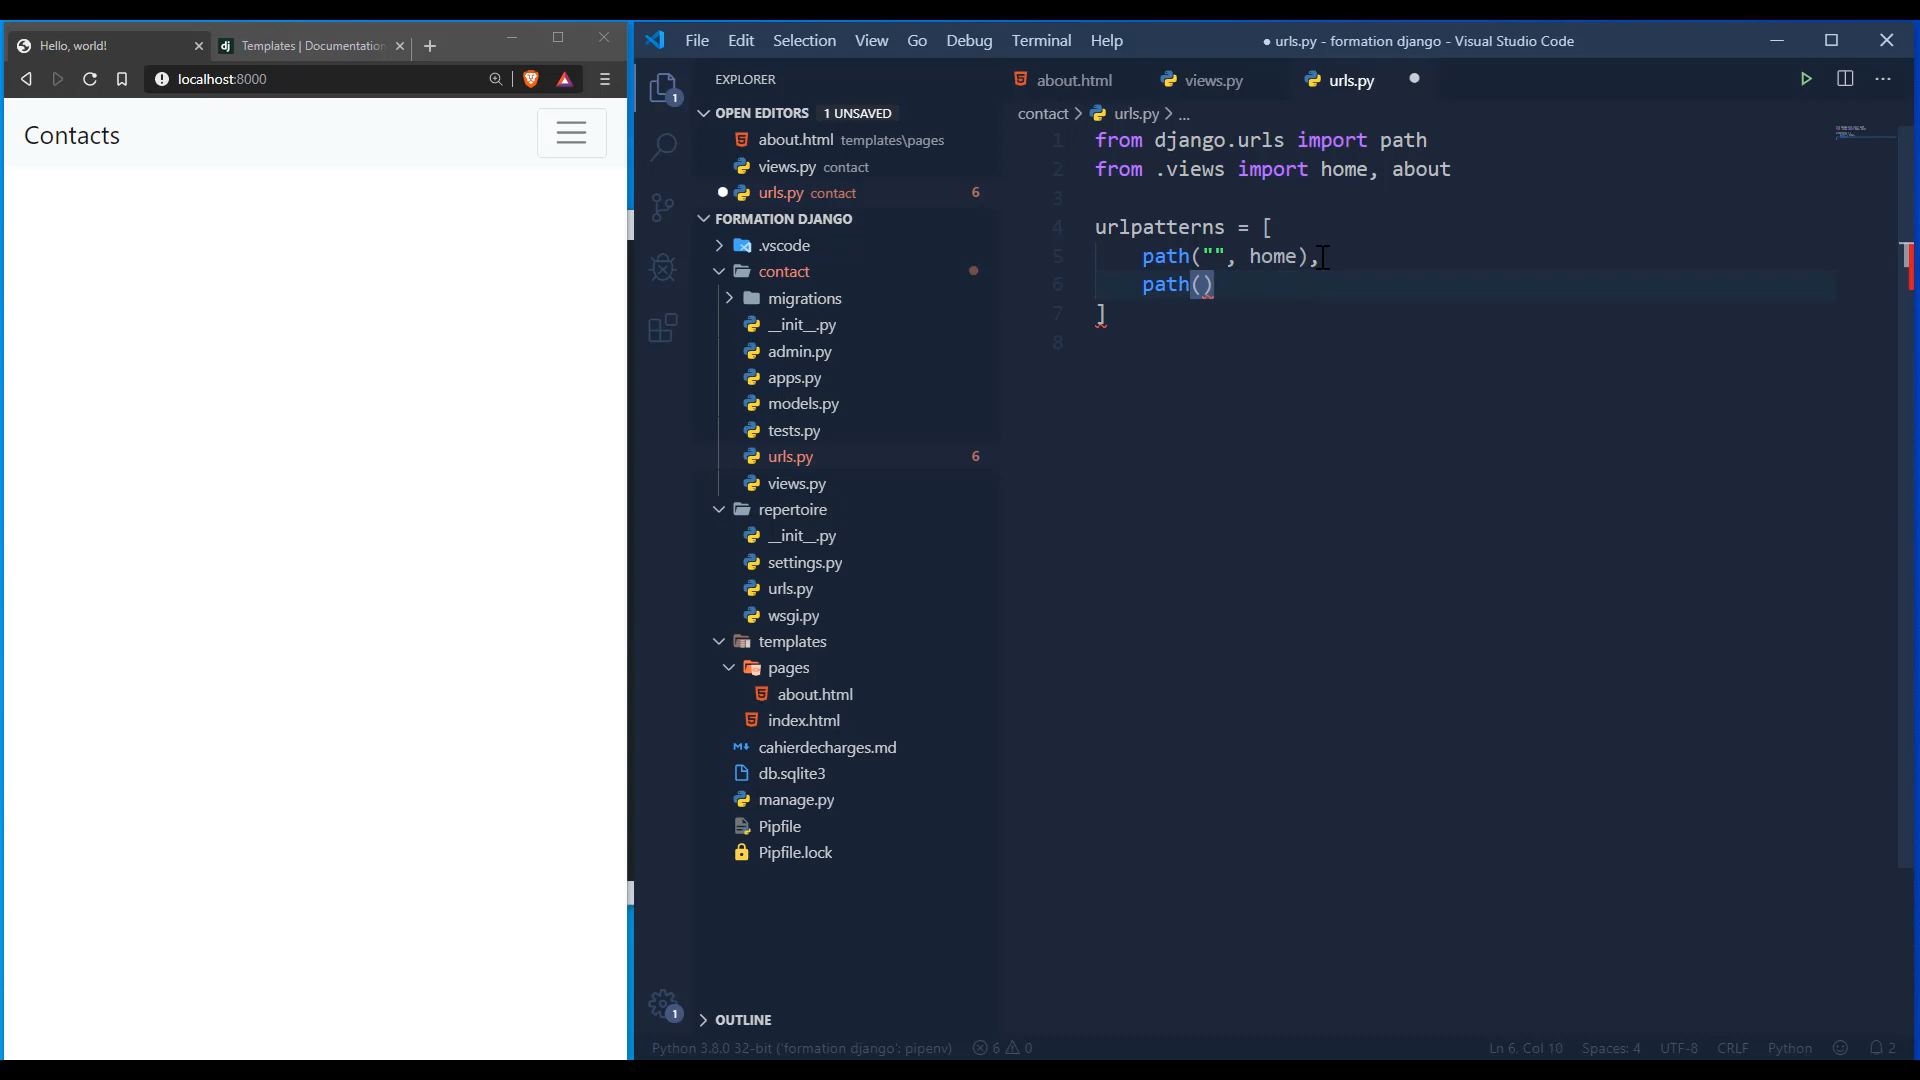 Hello, world!
Templates | Documentation
localhost:8000
Contacts
File Edit Selection View Go Debug Terminal Help
● urls.py - formation django - Visual Studio Code
EXPLORER
OPEN EDITORS 1 UNSAVED
about.html templates\pages
views.py contact
urls.py contact 6
FORMATION DJANGO
.vscode
contact
migrations
__init__.py
admin.py
apps.py
models.py
tests.py
urls.py 6
views.py
repertoire
__init__.py
settings.py
urls.py
wsgi.py
templates
pages
about.html
index.html
cahierdecharges.md
db.sqlite3
manage.py
Pipfile
Pipfile.lock
OUTLINE
1
1
about.html views.py urls.py
contact > urls.py > ...
1 from django.urls import path
2 from .views import home, about
3
4 urlpatterns = [
5 path("", home),
6 path()
7 ]
8
Python 3.8.0 32-bit ('formation django': pipenv) 6 0
Ln 6, Col 10 Spaces: 4 UTF-8 CRLF Python 2